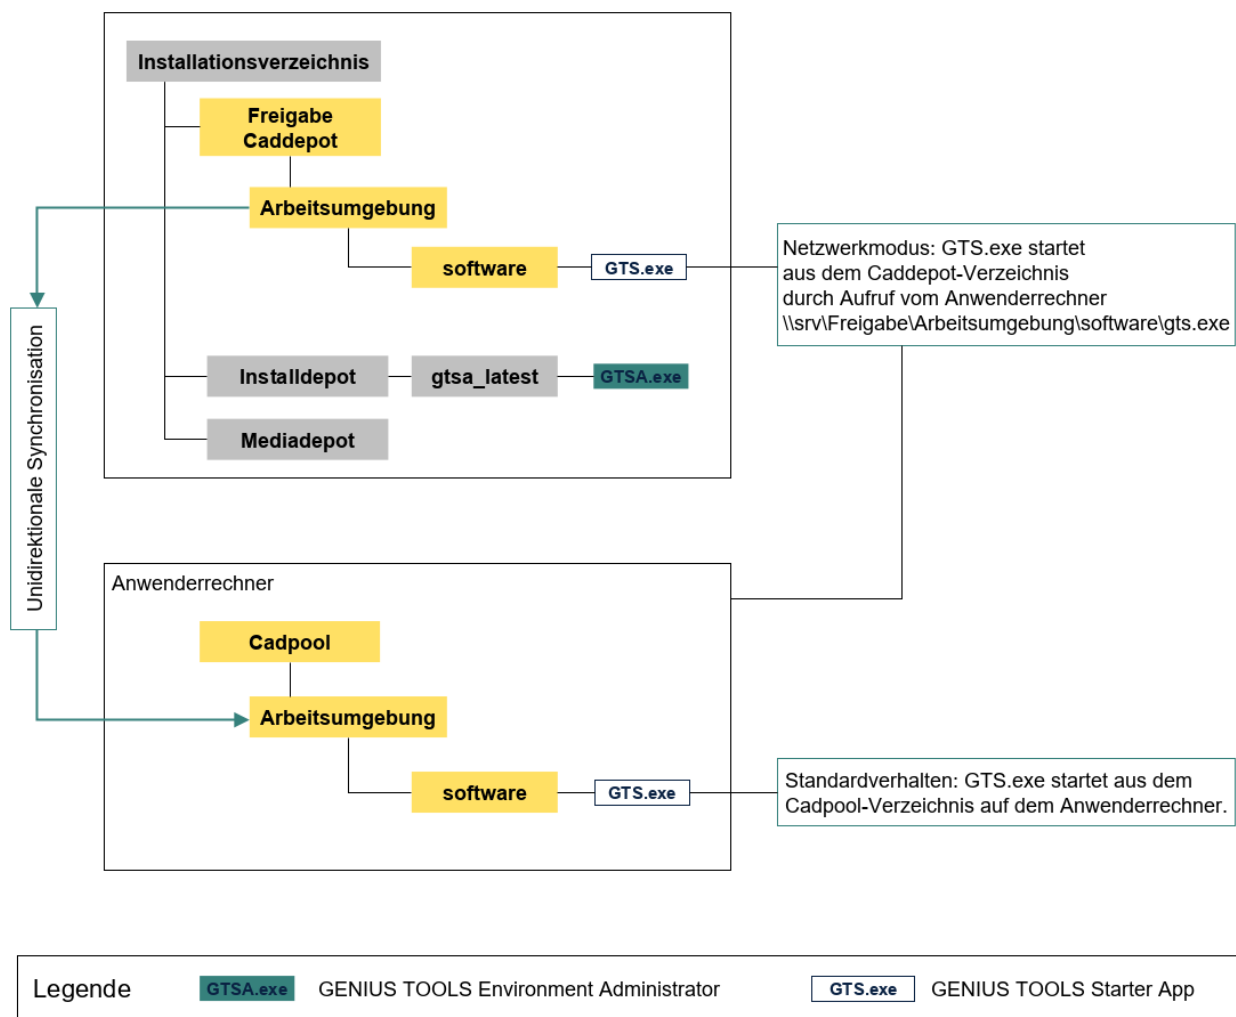 Installationsverzeichnis
Freigabe
Caddepot
Arbeitsumgebung
software
GTS.exe
Netzwerkmodus: GTS.exe startet
aus dem Caddepot-Verzeichnis
durch Aufruf vom Anwenderrechner
\\srv\Freigabe\Arbeitsumgebung\software\gts.exe
Installdepot
gtsa_latest
GTSA.exe
Mediadepot
Unidirektionale Synchronisation
Anwenderrechner
Cadpool
Arbeitsumgebung
software
GTS.exe
Standardverhalten: GTS.exe startet aus dem
Cadpool-Verzeichnis auf dem Anwenderrechner.
Legende
GTSA.exe
GENIUS TOOLS Environment Administrator
GTS.exe
GENIUS TOOLS Starter App